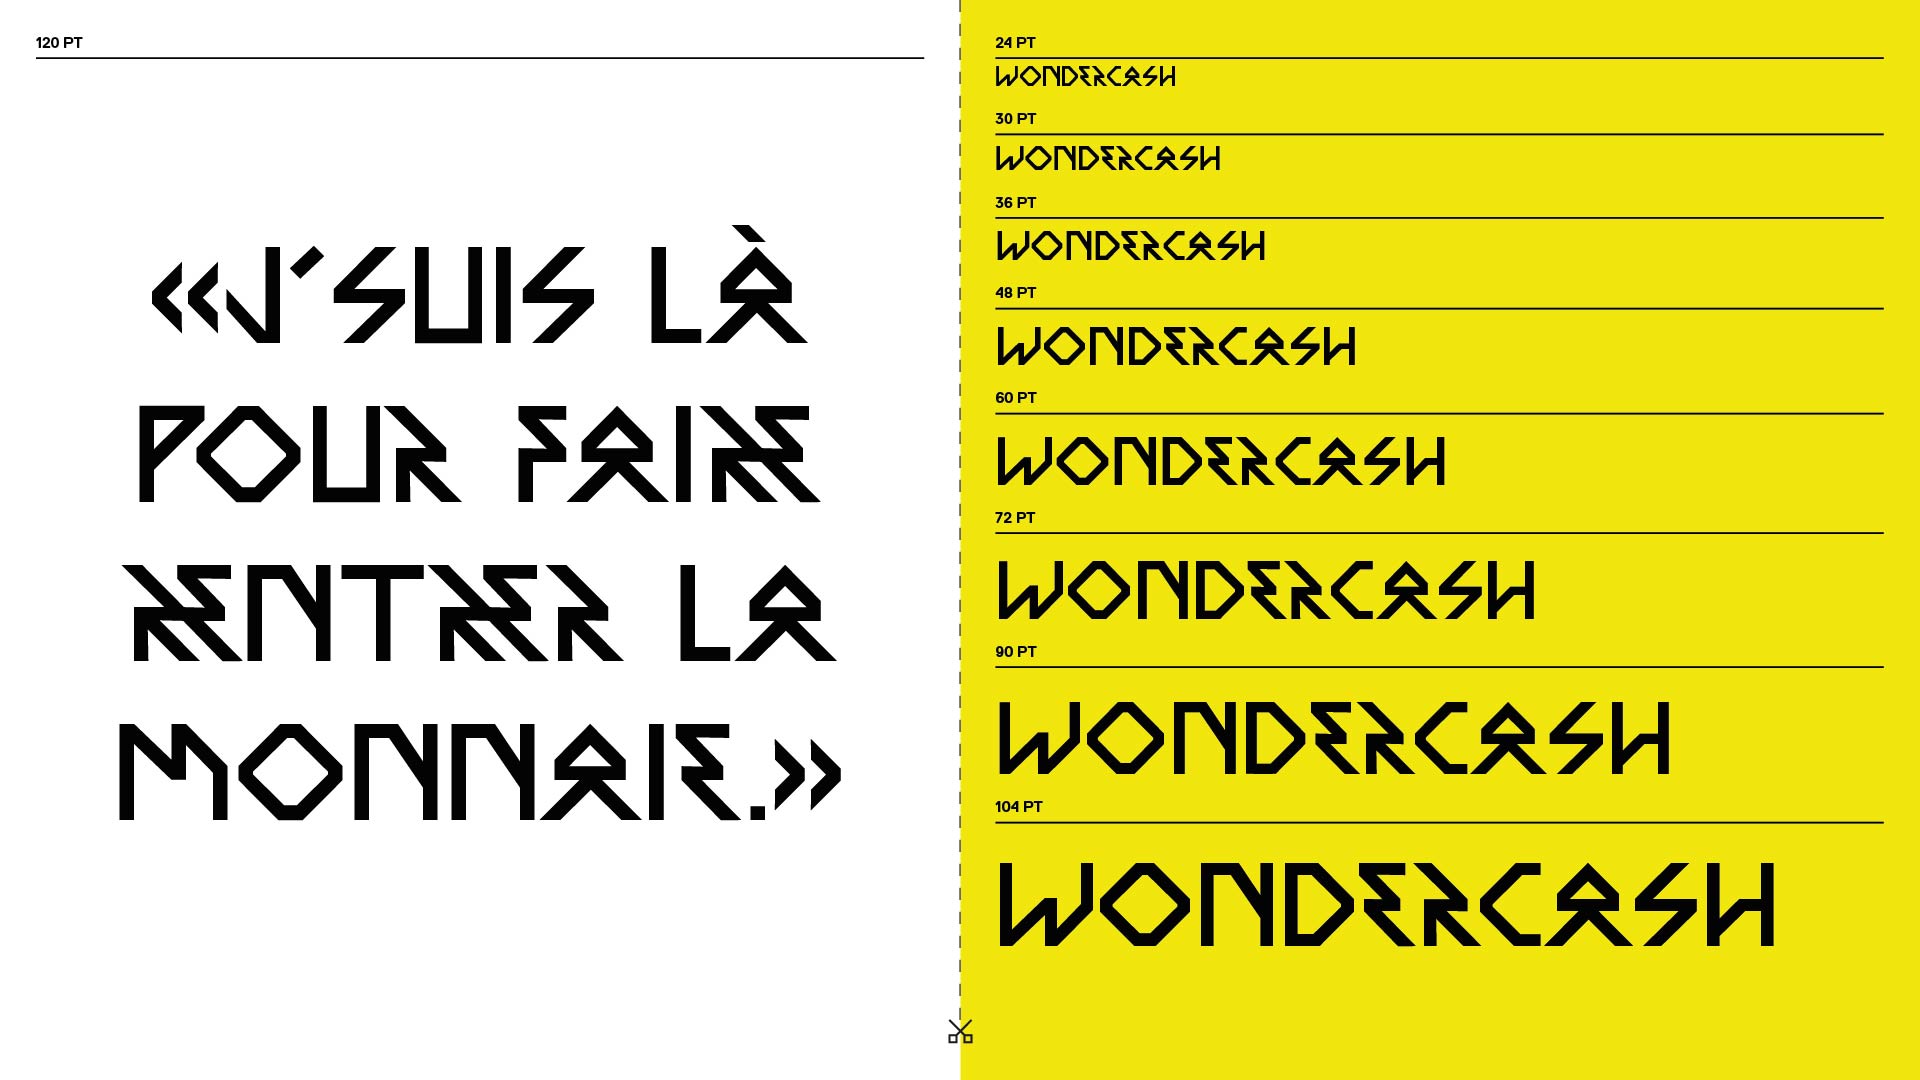 120 PT
«J'SUIS LÀ
POUR FAIRE
RENTRER LA
MONNAIE.»
24 PT
WONDERCASH
30 PT
WONDERCASH
36 PT
WONDERCASH
48 PT
WONDERCASH
60 PT
WONDERCASH
72 PT
WONDERCASH
90 PT
WONDERCASH
104 PT
WONDERCASH